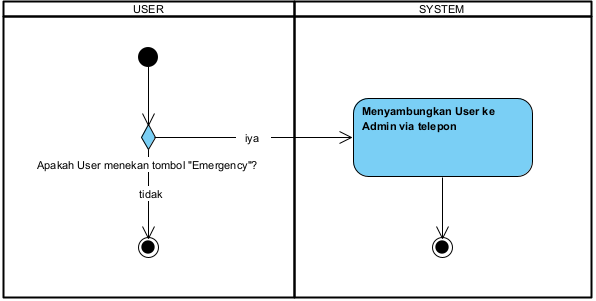 USER
SYSTEM
Menyambungkan User ke
Admin via telepon
iya
Apakah User menekan tombol "Emergency"?
tidak